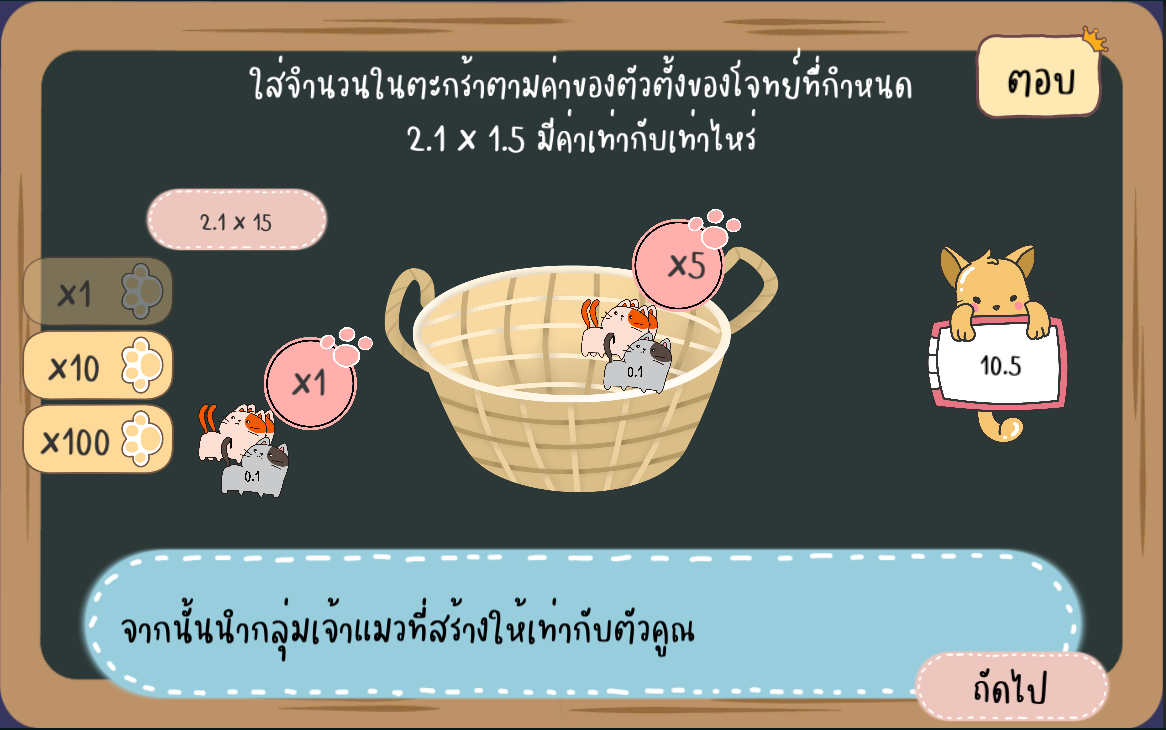 ใส่จำนวนในตะกร้าตามค่าของตัวตั้งของโจทย์ที่กำหนด
ตอบ
2.1 x 1.5 มีค่าเท่ากับเท่าไหร่
2.1 x 15
x1
x10
x100
x1
0.1
x5
0.1
10.5
จากนั้นนำกลุ่มเจ้าแมวที่สร้างให้เท่ากับตัวคูณ
ถัดไป